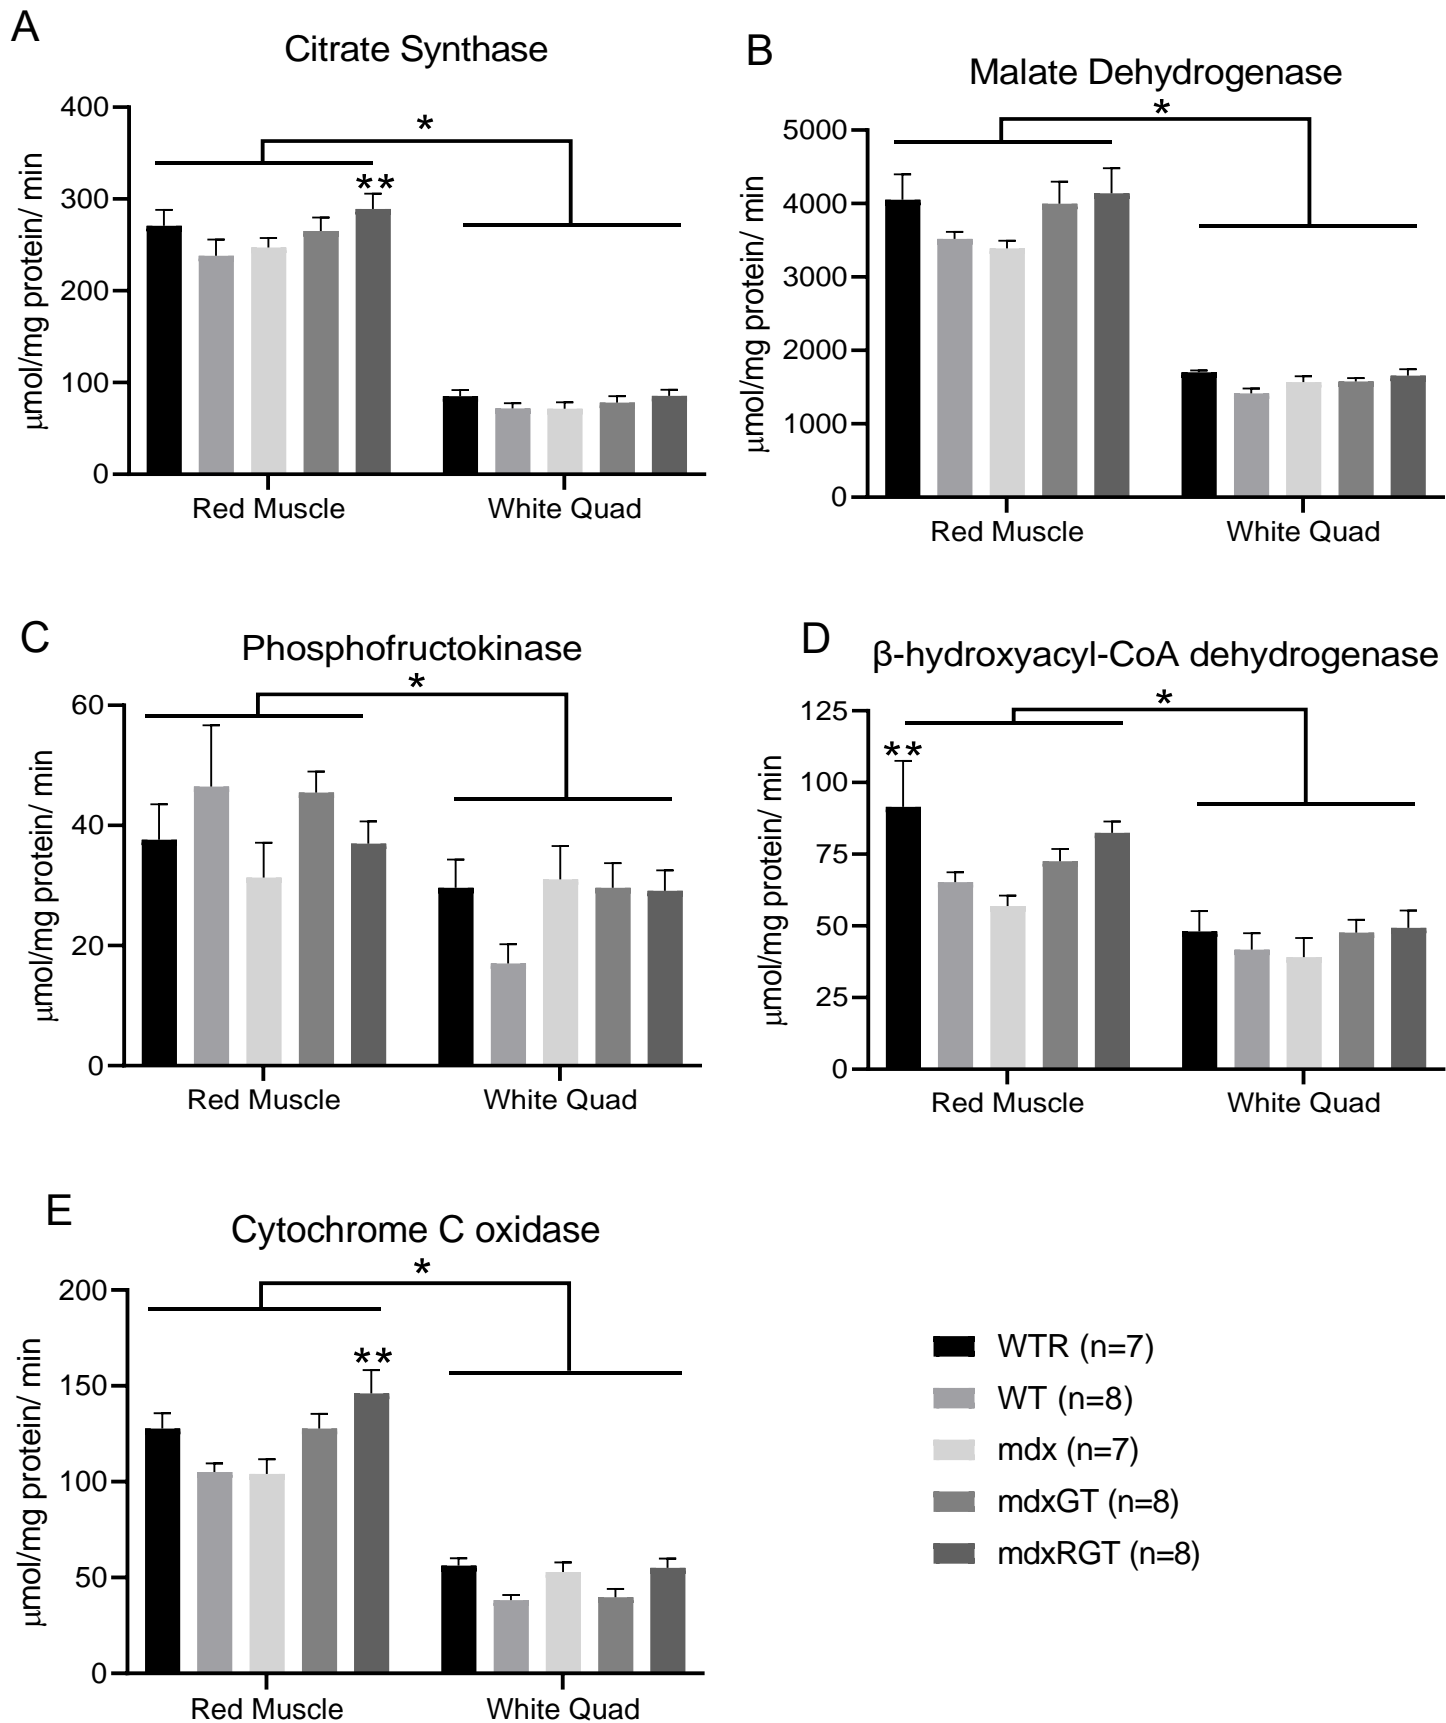 A
Citrate Synthase
μmol/mg protein/ min
400
300
200
100
0
*
**
Red Muscle
White Quad
B
Malate Dehydrogenase
μmol/mg protein/ min
5000
4000
3000
2000
1000
0
*
Red Muscle
White Quad
C
Phosphofructokinase
μmol/mg protein/ min
60
40
20
0
*
Red Muscle
White Quad
D
β-hydroxyacyl-CoA dehydrogenase
μmol/mg protein/ min
125
100
75
50
25
0
*
**
Red Muscle
White Quad
E
Cytochrome C oxidase
μmol/mg protein/ min
200
150
100
50
0
*
**
Red Muscle
White Quad
WTR (n=7)
WT (n=8)
mdx (n=7)
mdxGT (n=8)
mdxRGT (n=8)